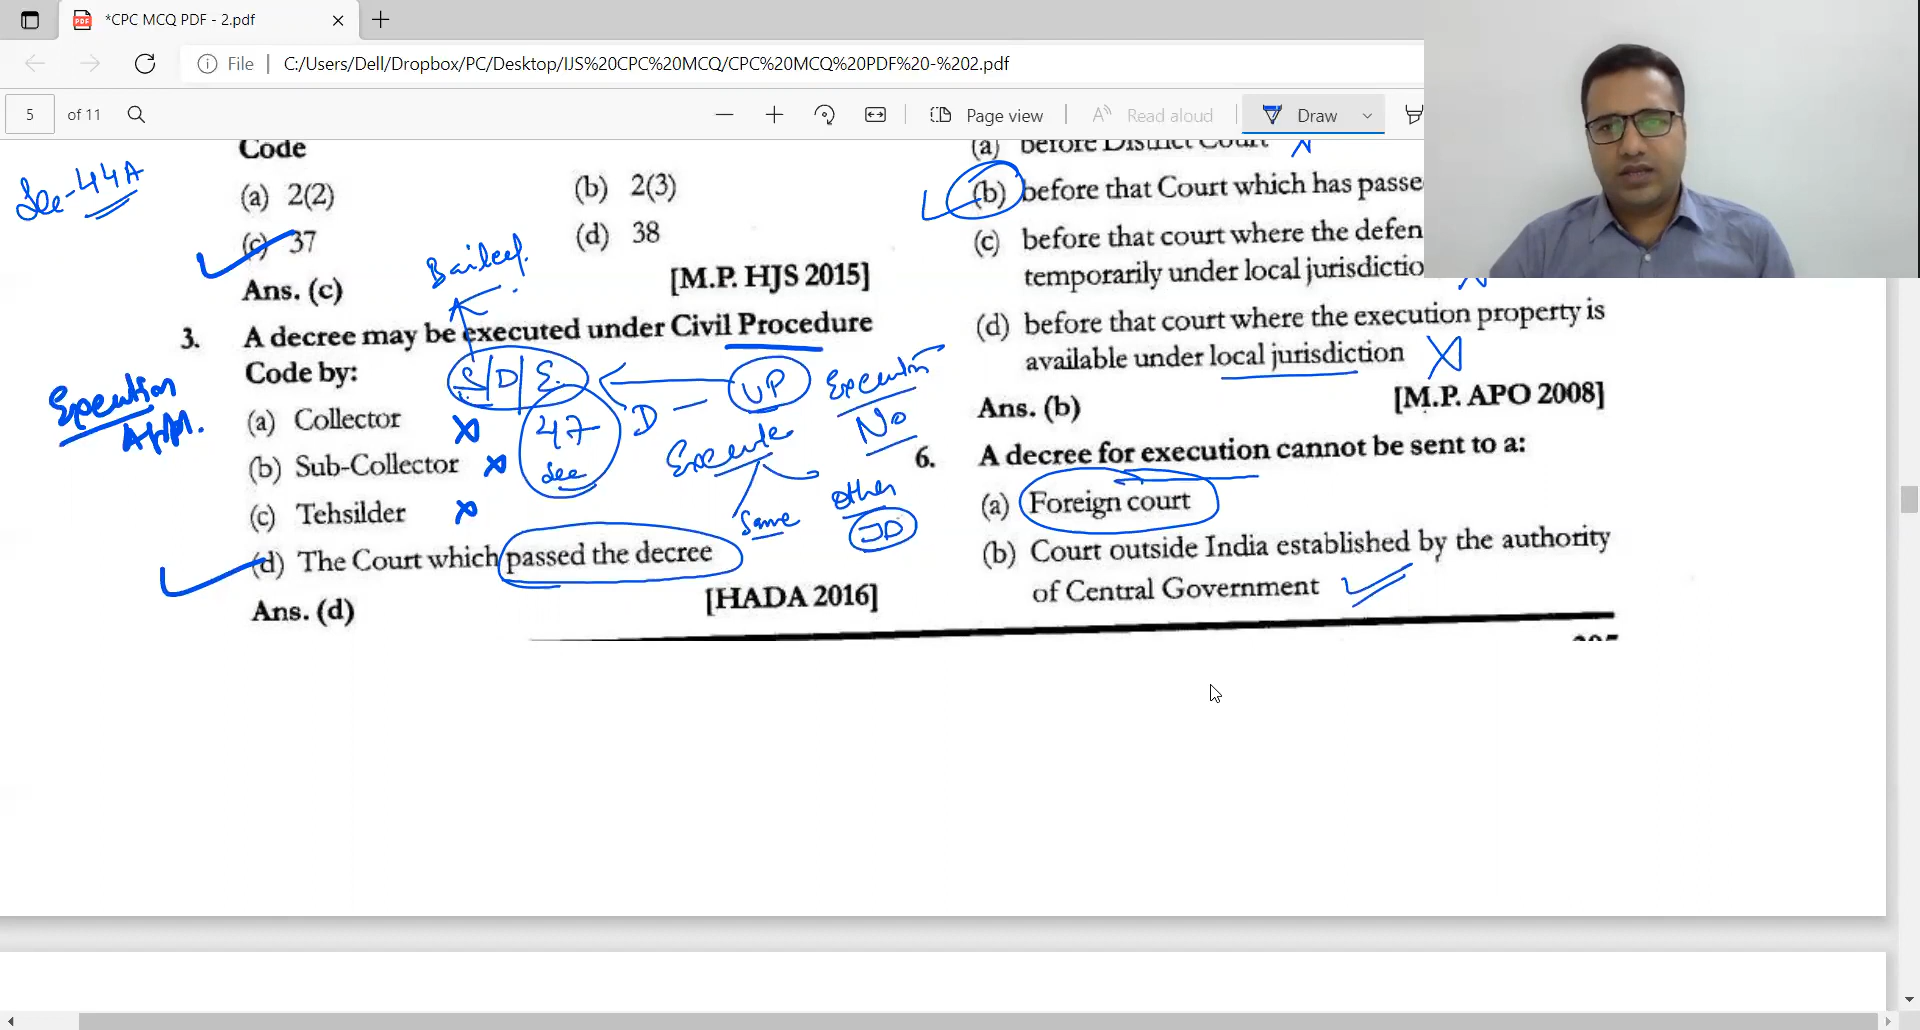 *CPC MCQ PDF - 2.pdf
File
C:/Users/Dell/Dropbox/PC/Desktop/IJS%20CPC%20MCQ/CPC%20MCQ%20PDF%20-%202.pdf
5 of 11
Page view
Read aloud
Draw
Code
(a) 2(2)
(b) 2(3)
(c) 37
(d) 38
Ans. (c)
[M.P. HJS 2015]
3. A decree may be executed under Civil Procedure
Code by:
(a) Collector
(b) Sub-Collector
(c) Tehsilder
(d) The Court which passed the decree
Ans. (d)
[HADA 2016]
44A
Execution
S/D/E.
47
D - UP
Execution
No
Execute
Same
other
JD
(a) before District Court
(b) before that Court which has passe
(c) before that court where the defen
temporarily under local jurisdictio
(d) before that court where the execution property is
available under local jurisdiction
Ans. (b)
[M.P. APO 2008]
6. A decree for execution cannot be sent to a:
(a) Foreign court
(b) Court outside India established by the authority
of Central Government